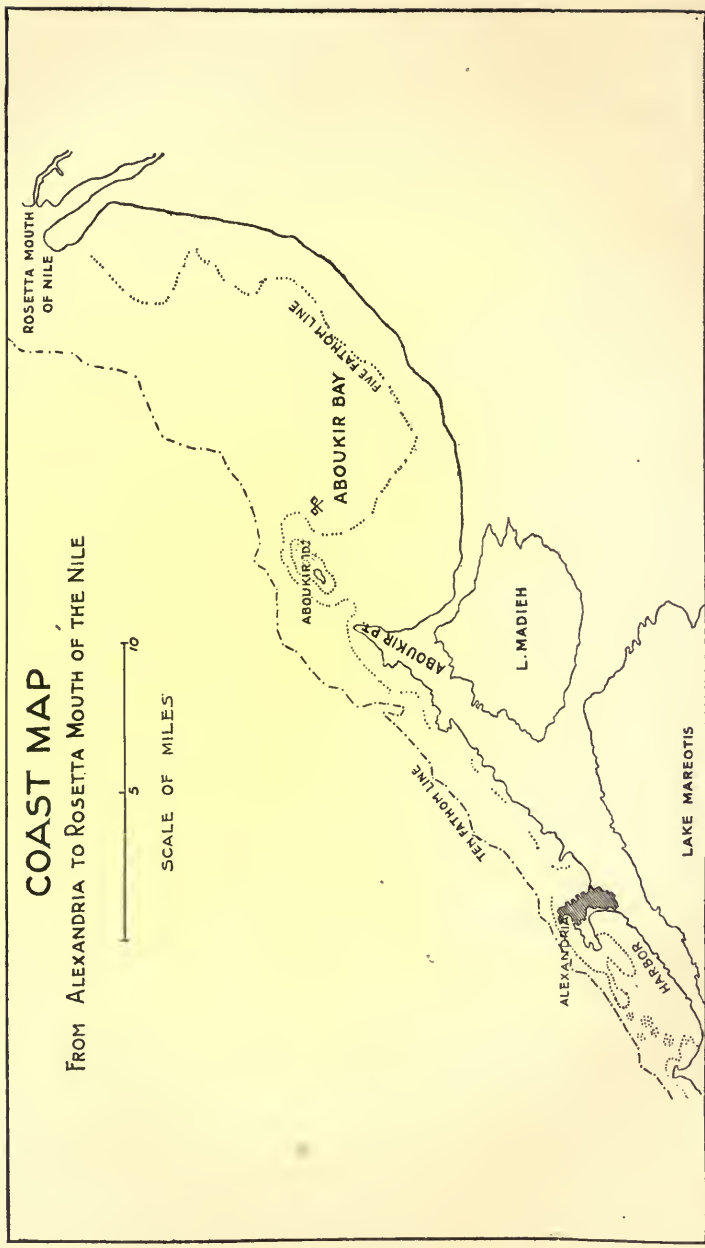 COAST MAP
FROM ALEXANDRIA TO ROSETTA MOUTH OF THE NILE
5
10
SCALE OF MILES
ROSETTA MOUTH
OF NILE
FIVE FATHOM LINE
ABOUKIR BAY
ABOUKIR
ABOUKIR PT.
L. MADIEH
TEN FATHOM LINE
ALEXANDRIA
HARBOR
LAKE MAREOTIS